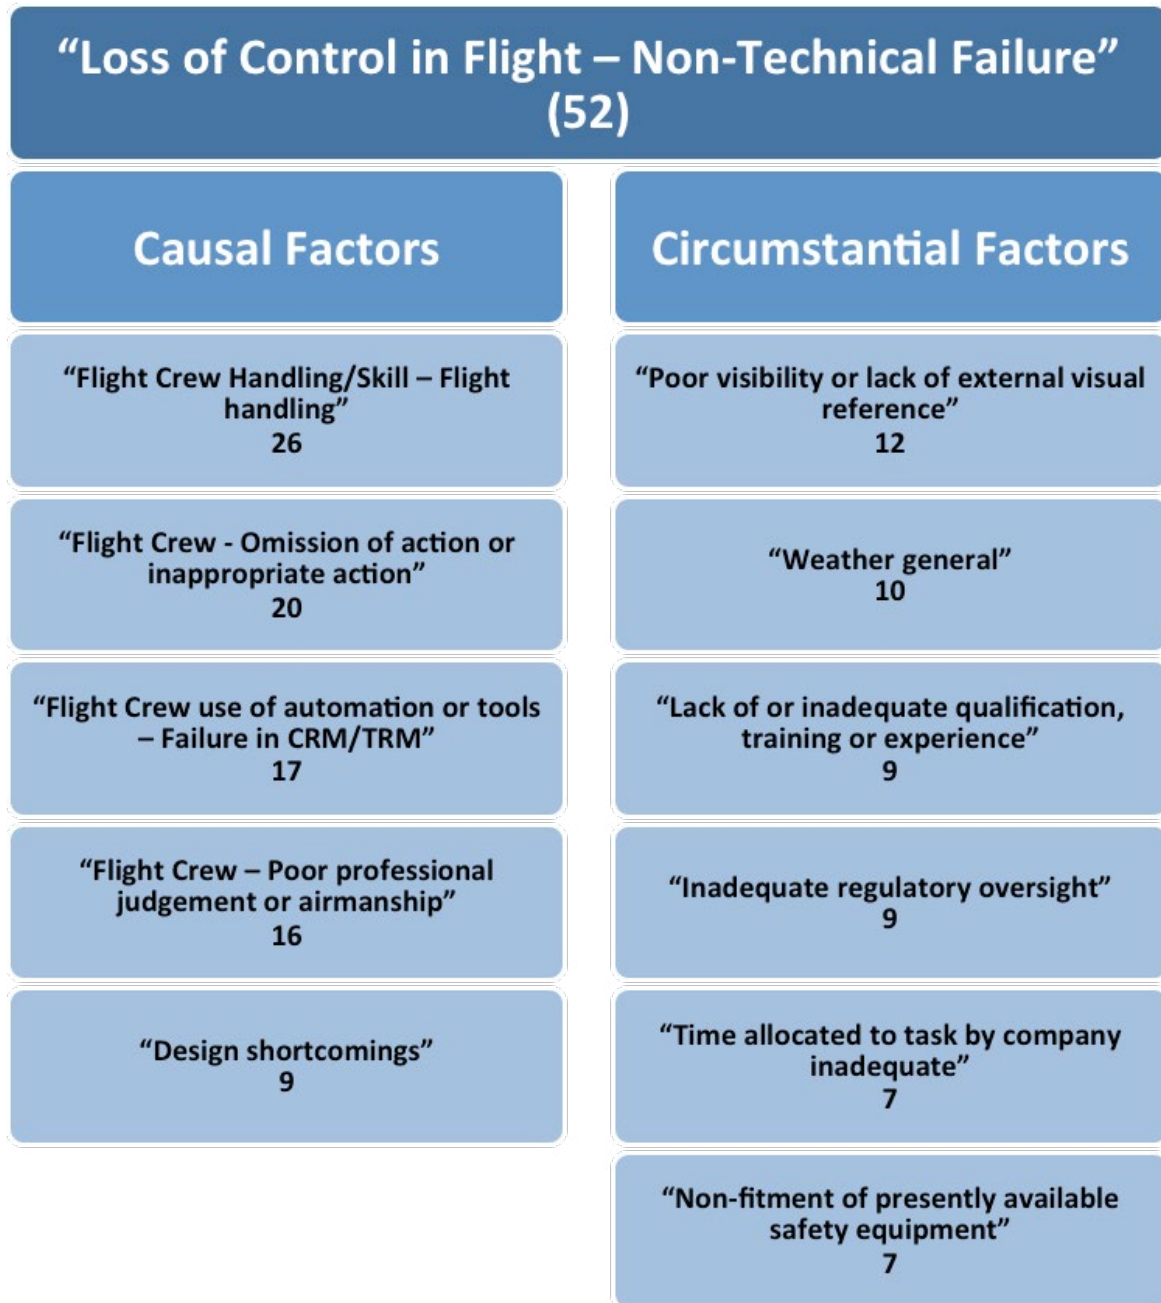 “Loss of Control in Flight – Non-Technical Failure”
(52)
Causal Factors
“Flight Crew Handling/Skill – Flight
handling”
26
“Flight Crew - Omission of action or
inappropriate action”
20
“Flight Crew use of automation or tools
– Failure in CRM/TRM”
17
“Flight Crew – Poor professional
judgement or airmanship”
16
“Design shortcomings”
9
Circumstantial Factors
“Poor visibility or lack of external visual
reference”
12
“Weather general”
10
“Lack of or inadequate qualification,
training or experience”
9
“Inadequate regulatory oversight”
9
“Time allocated to task by company
inadequate”
7
“Non-fitment of presently available
safety equipment”
7